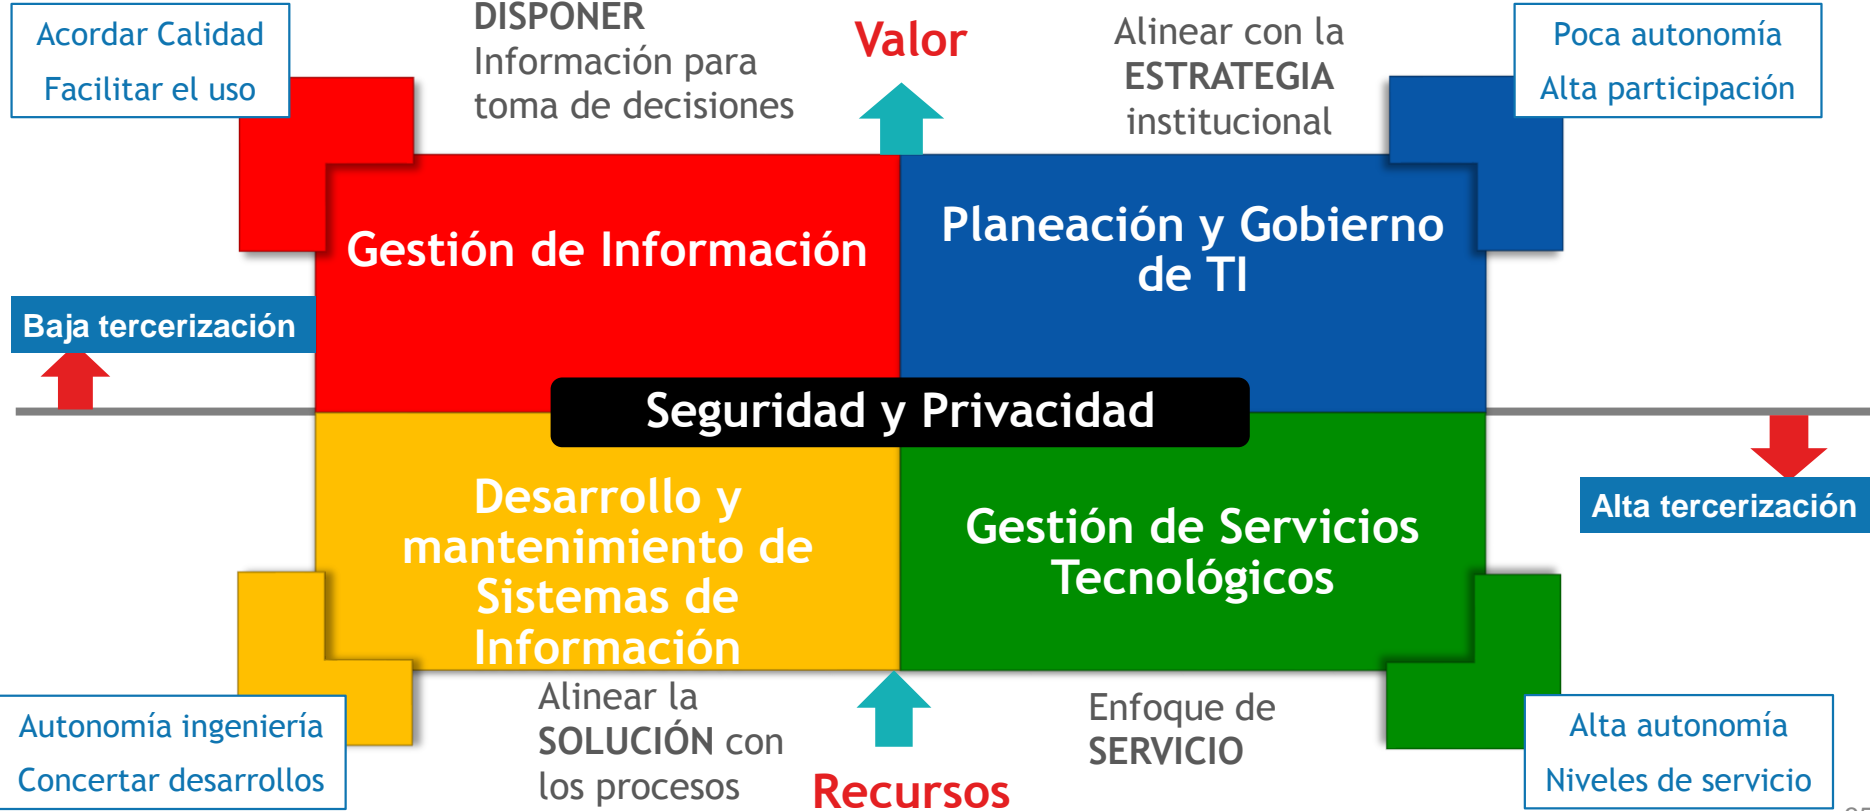 Acordar Calidad
Facilitar el uso
DISPONER
Información para
toma de decisiones
Valor
Alinear con la
ESTRATEGIA
institucional
Poca autonomía
Alta participación
Gestión de Información
Planeación y Gobierno
de TI
Baja tercerización
Seguridad y Privacidad
Alta tercerización
Desarrollo y
mantenimiento de
Sistemas de
Información
Gestión de Servicios
Tecnológicos
Autonomía ingeniería
Concertar desarrollos
Alinear la
SOLUCIÓN con
los procesos
Recursos
Enfoque de
SERVICIO
Alta autonomía
Niveles de servicio